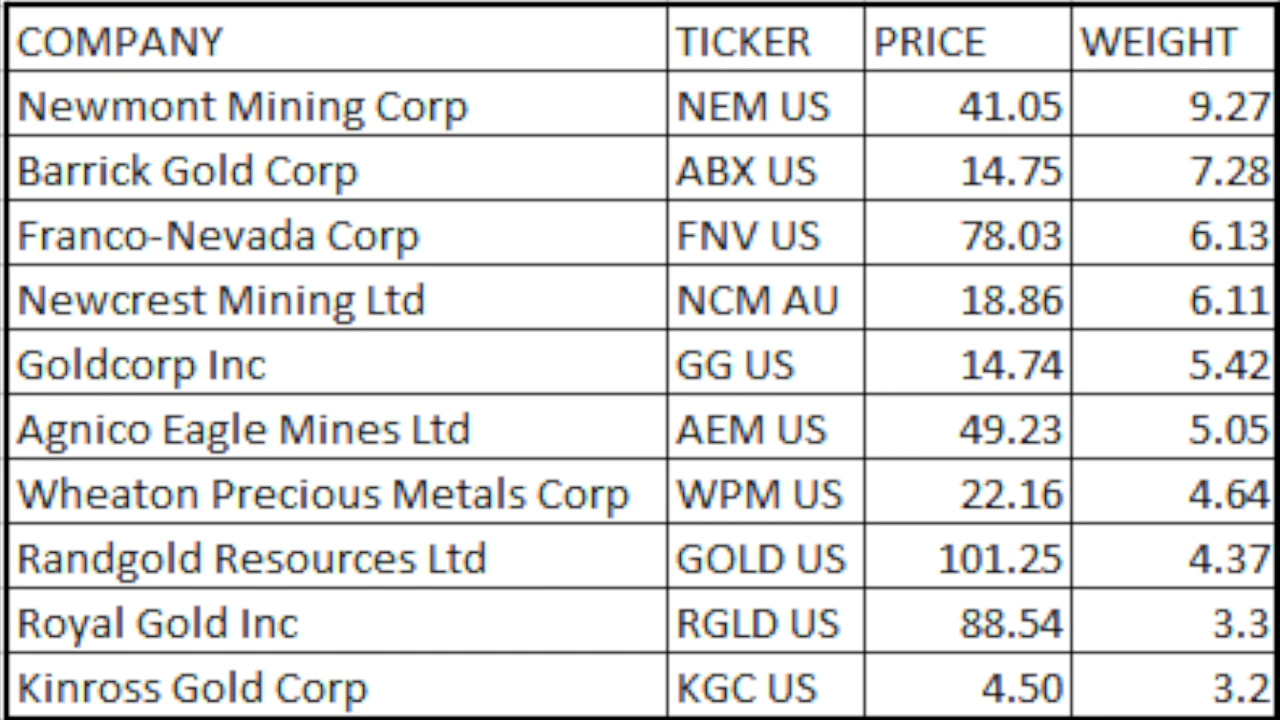 COMPANY TICKER PRICE WEIGHT
Newmont Mining Corp NEM US 41.05 9.27
Barrick Gold Corp ABX US 14.75 7.28
Franco-Nevada Corp FNV US 78.03 6.13
Newcrest Mining Ltd NCM AU 18.86 6.11
Goldcorp Inc GG US 14.74 5.42
Agnico Eagle Mines Ltd AEM US 49.23 5.05
Wheaton Precious Metals Corp WPM US 22.16 4.64
Randgold Resources Ltd GOLD US 101.25 4.37
Royal Gold Inc RGLD US 88.54 3.3
Kinross Gold Corp KGC US 4.50 3.2